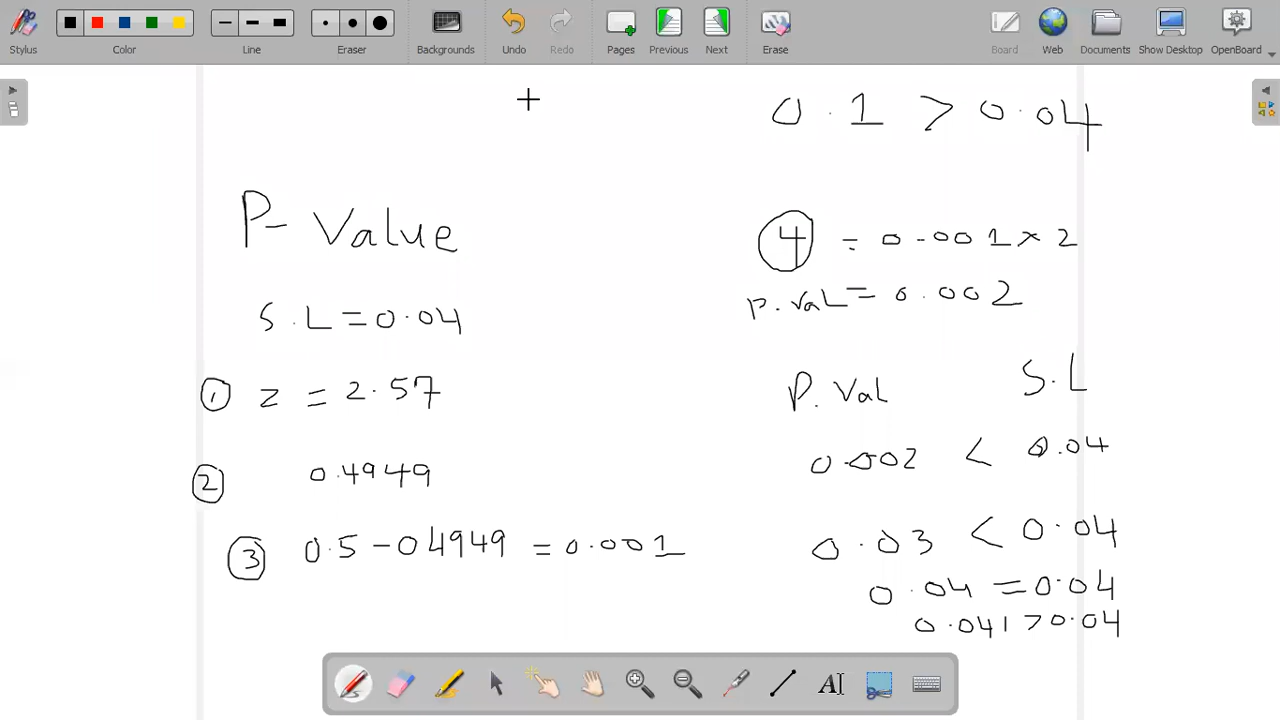 Stylus
Color
Line
Eraser
Backgrounds
Undo
Redo
Pages
Previous
Next
Erase
Board
Web
Documents
Show Desktop
OpenBoard
0.1 > 0.04
P- Value
S.L = 0.04
① z = 2.57
② 0.4949
③ 0.5 - 04949 = 0.001
④ = 0.001 × 2
P.VaL = 0.002
P. Val S.L
0.002 < 0.04
0.03 < 0.04
0.04 = 0.04
0.041 > 0.04